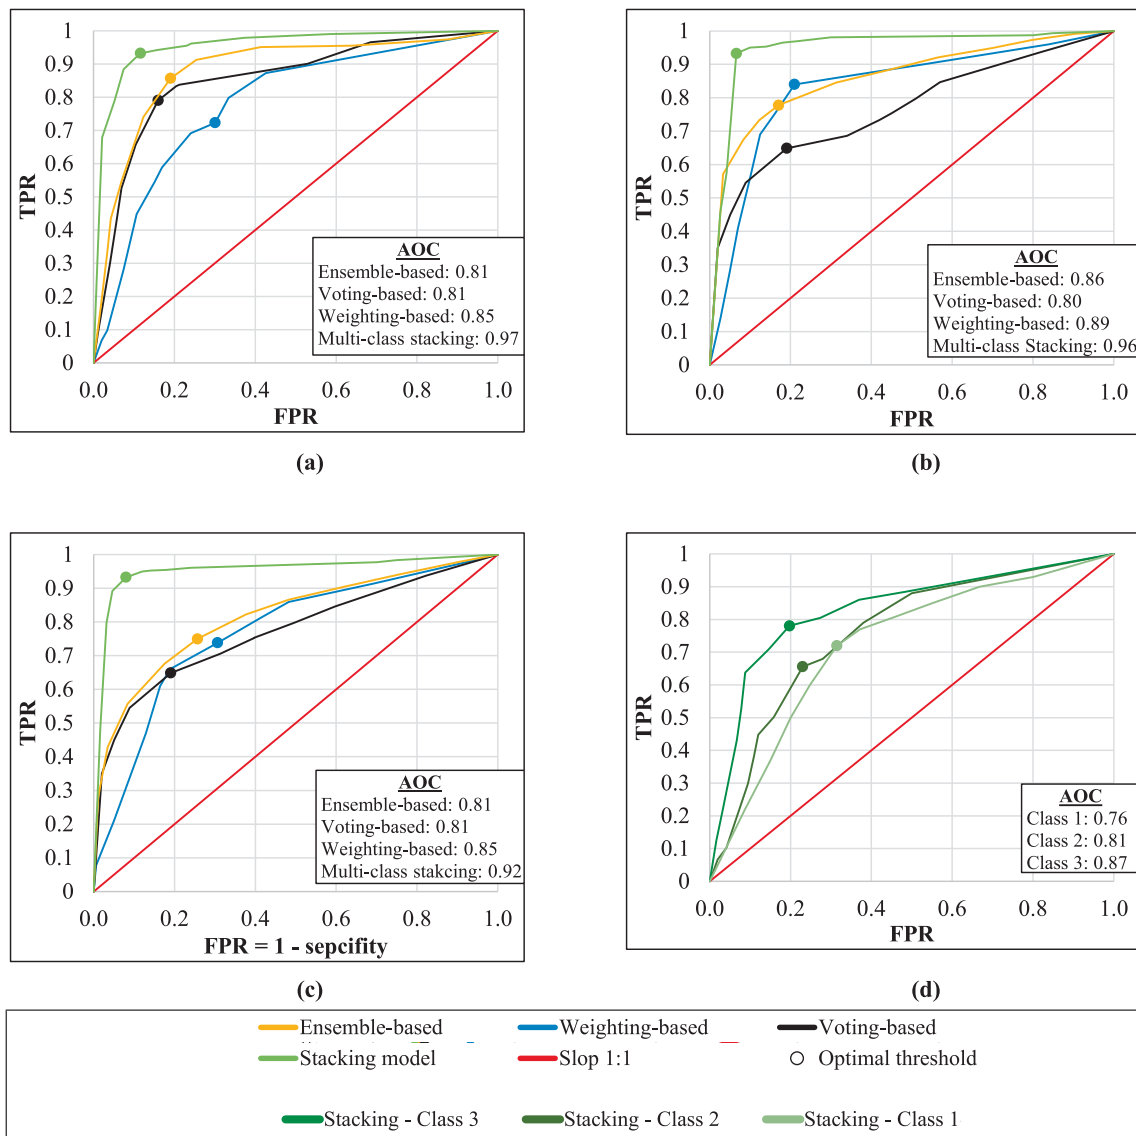 1
0.9
0.8
0.7
0.6
0.5
0.4
0.3
0.2
0.1
0
TPR
0.0 0.2 0.4 0.6 0.8 1.0
FPR
AOC
Ensemble-based: 0.81
Voting-based: 0.81
Weighting-based: 0.85
Multi-class stacking: 0.97
(a)
1
0.9
0.8
0.7
0.6
0.5
0.4
0.3
0.2
0.1
0
TPR
0.0 0.2 0.4 0.6 0.8 1.0
FPR
AOC
Ensemble-based: 0.86
Voting-based: 0.80
Weighting-based: 0.89
Multi-class Stacking: 0.96
(b)
1
0.9
0.8
0.7
0.6
0.5
0.4
0.3
0.2
0.1
0
TPR
0.0 0.2 0.4 0.6 0.8 1.0
FPR = 1 - sepcifity
AOC
Ensemble-based: 0.81
Voting-based: 0.81
Weighting-based: 0.85
Multi-class stakcing: 0.92
(c)
1
0.9
0.8
0.7
0.6
0.5
0.4
0.3
0.2
0.1
0
TPR
0.0 0.2 0.4 0.6 0.8 1.0
FPR
AOC
Class 1: 0.76
Class 2: 0.81
Class 3: 0.87
(d)
Ensemble-based Weighting-based Voting-based
Stacking model Slop 1:1 Optimal threshold
Stacking - Class 3 Stacking - Class 2 Stacking - Class 1